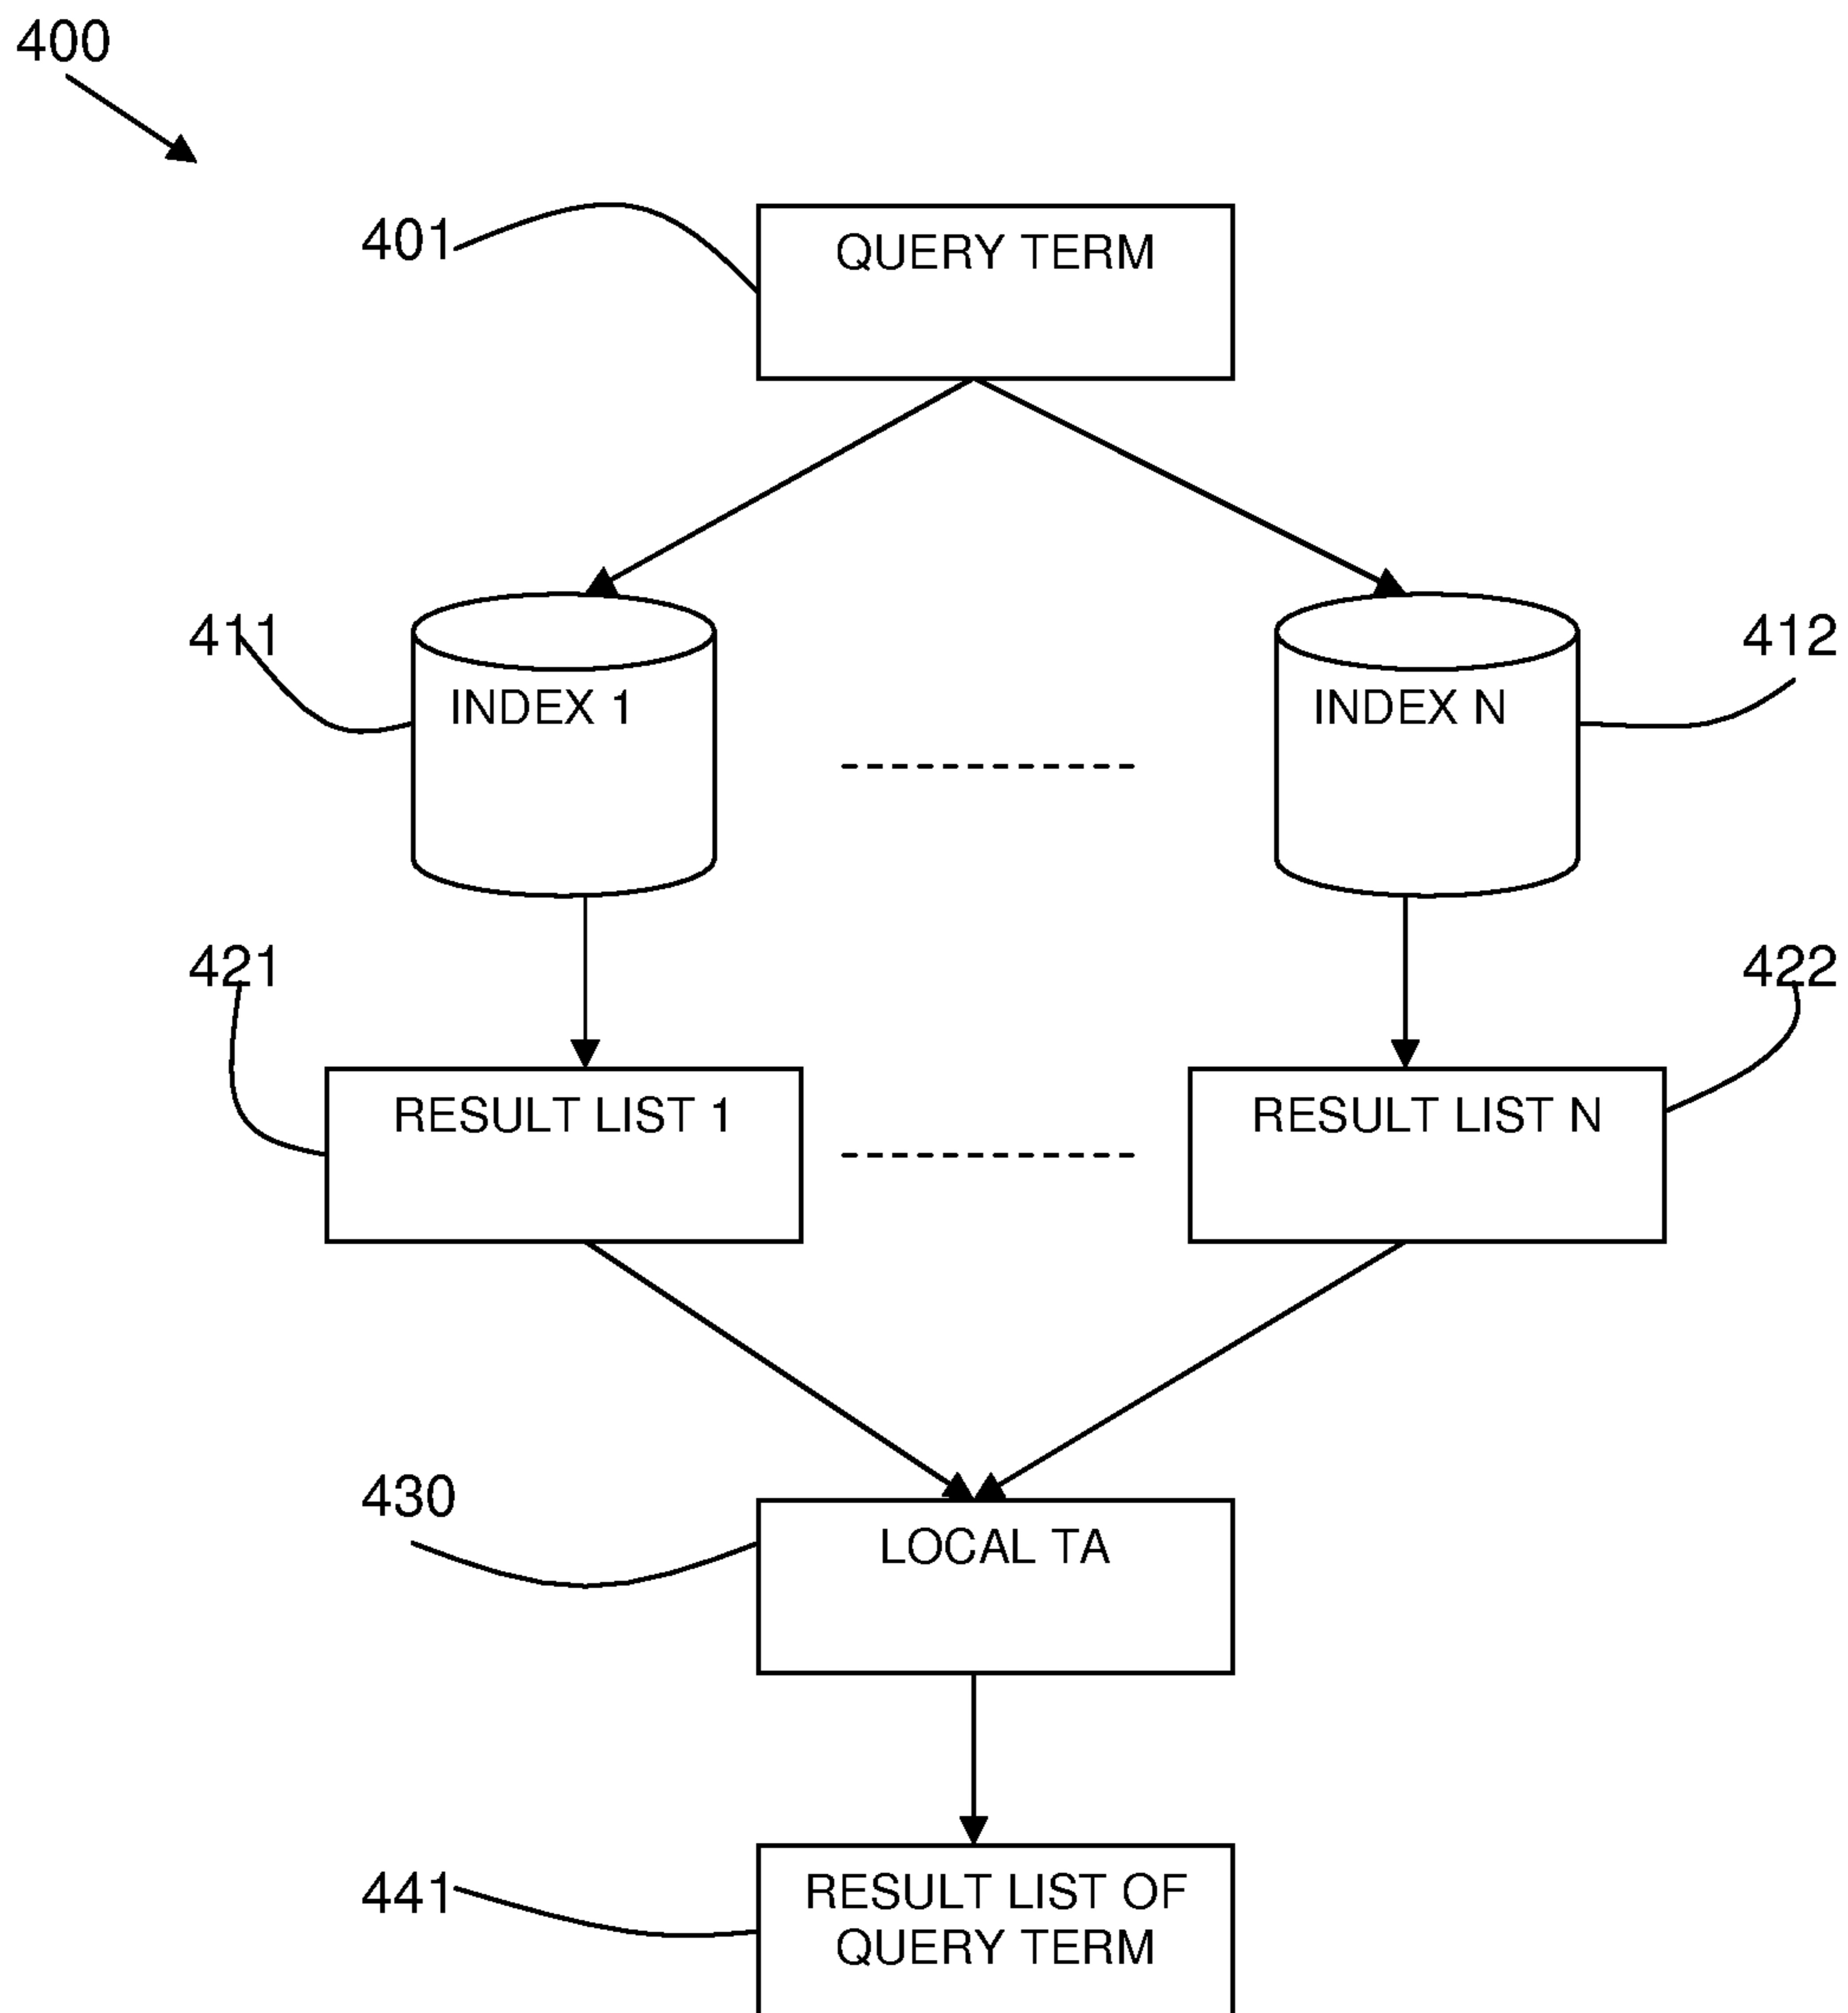 400
401
QUERY TERM
411
INDEX 1
INDEX N
412
421
RESULT LIST 1
RESULT LIST N
422
430
LOCAL TA
441
RESULT LIST OF
QUERY TERM